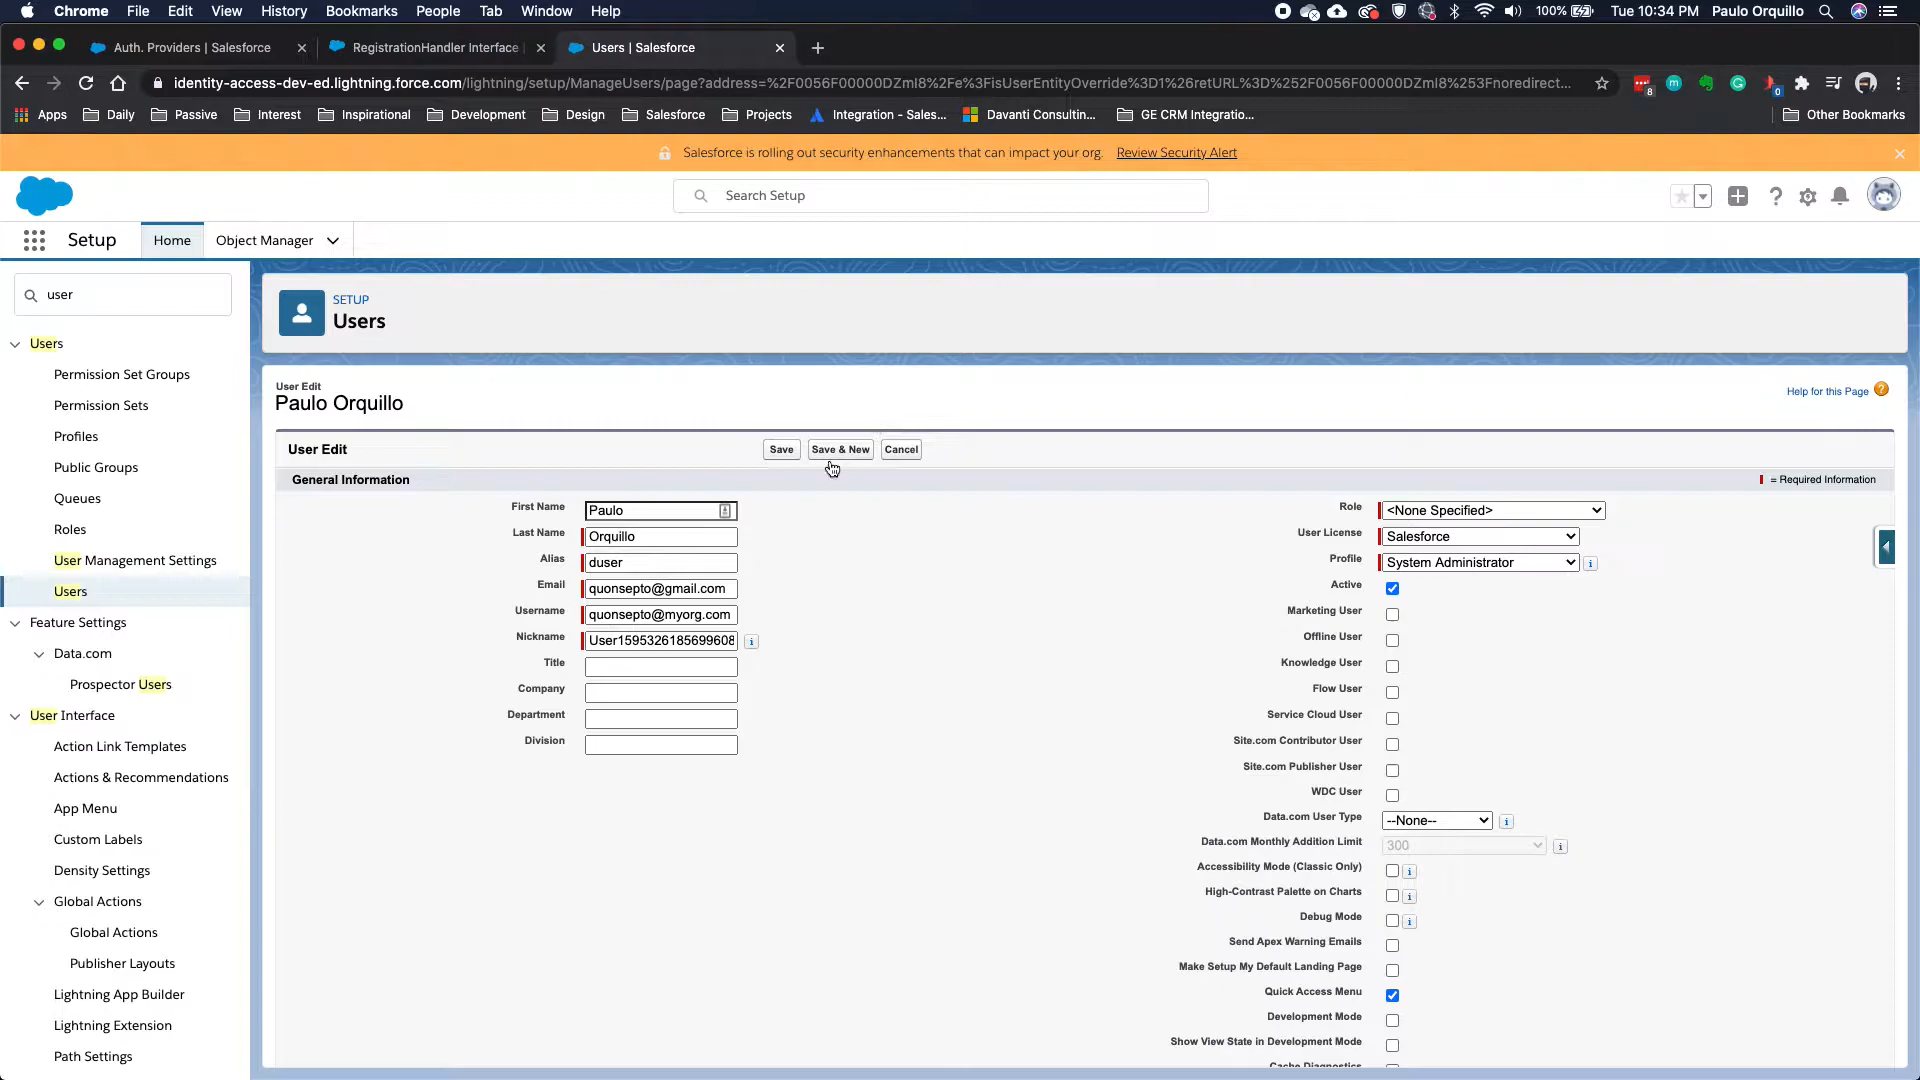 Chrome File Edit View History Bookmarks People Tab Window Help 100% Tue 10:34 PM Paulo Orquillo
Auth. Providers | Salesforce RegistrationHandler Interface Users | Salesforce
identity-access-dev-ed.lightning.force.com/lightning/setup/ManageUsers/page?address=%2F0056F00000DZml8%2Fe%3FisUserEntityOverride%3D1%26retURL%3D%252F0056F00000DZml8%253Fnoredirect...
8 0
Apps Daily Passive Interest Inspirational Development Design Salesforce Projects Integration - Sales... Davanti Consultin... GE CRM Integratio... Other Bookmarks
Salesforce is rolling out security enhancements that can impact your org. Review Security Alert
Search Setup
Setup Home Object Manager
user
Users
Permission Set Groups
Permission Sets
Profiles
Public Groups
Queues
Roles
User Management Settings
Users
Feature Settings
Data.com
Prospector Users
User Interface
Action Link Templates
Actions & Recommendations
App Menu
Custom Labels
Density Settings
Global Actions
Global Actions
Publisher Layouts
Lightning App Builder
Lightning Extension
Path Settings
SETUP
Users
User Edit
Paulo Orquillo
Help for this Page
User Edit Save Save & New Cancel
General Information = Required Information
First Name Paulo
Last Name Orquillo
Alias duser
Email quonsepto@gmail.com
Username quonsepto@myorg.com
Nickname User1595326185699608
Title
Company
Department
Division
Role <None Specified>
User License Salesforce
Profile System Administrator
Active
Marketing User
Offline User
Knowledge User
Flow User
Service Cloud User
Site.com Contributor User
Site.com Publisher User
WDC User
Data.com User Type --None--
Data.com Monthly Addition Limit 300
Accessibility Mode (Classic Only)
High-Contrast Palette on Charts
Debug Mode
Send Apex Warning Emails
Make Setup My Default Landing Page
Quick Access Menu
Development Mode
Show View State in Development Mode
Cache Diagnostics